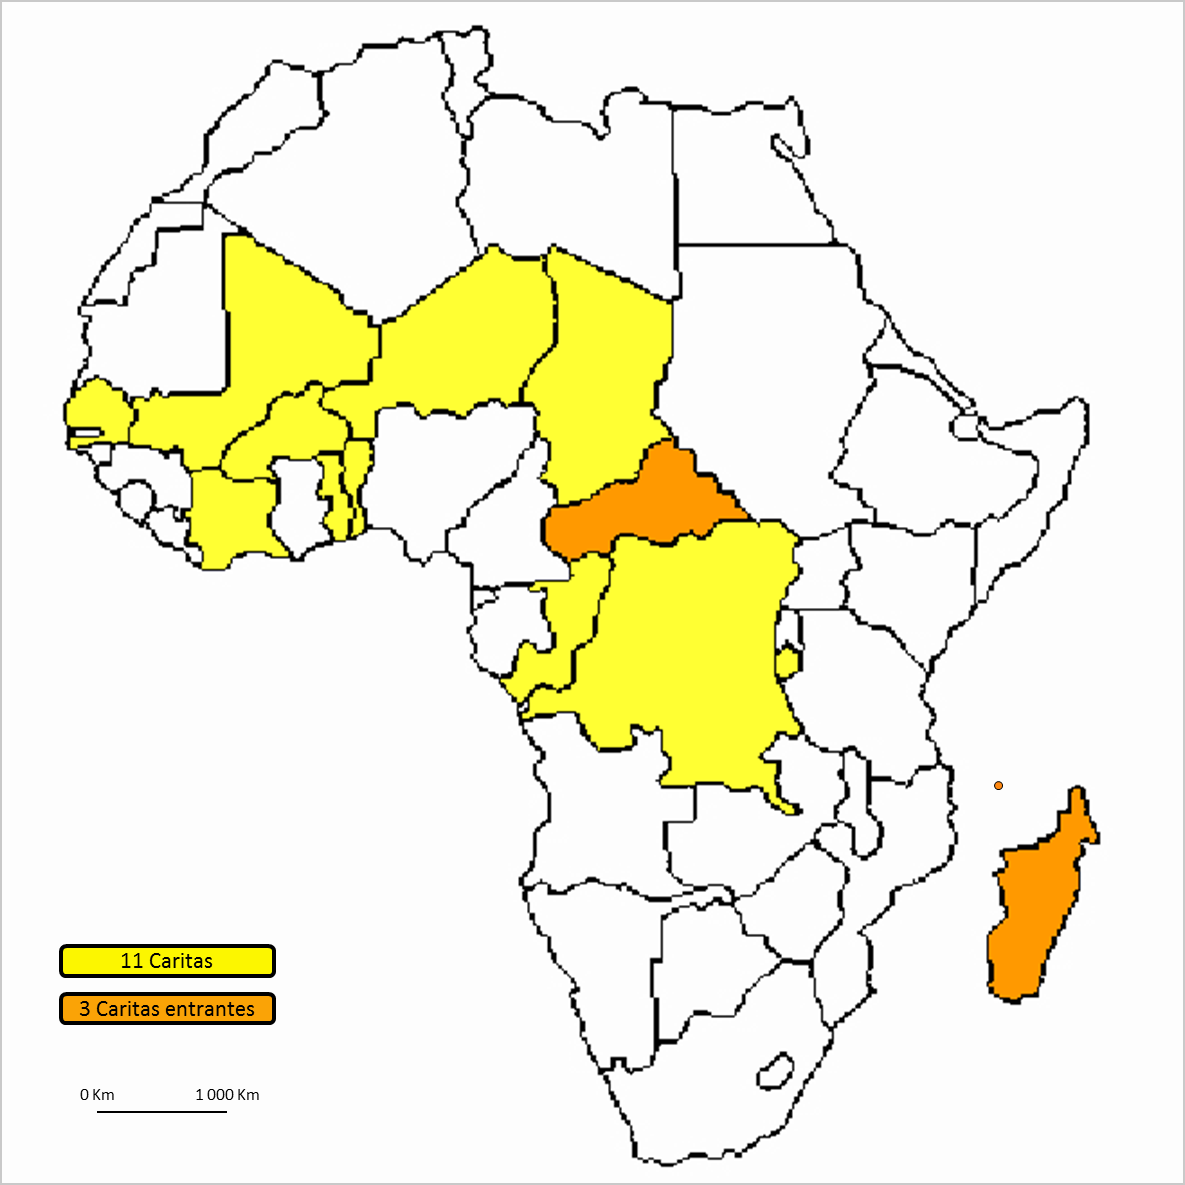 11 Caritas
3 Caritas entrantes
0 Km 1 000 Km